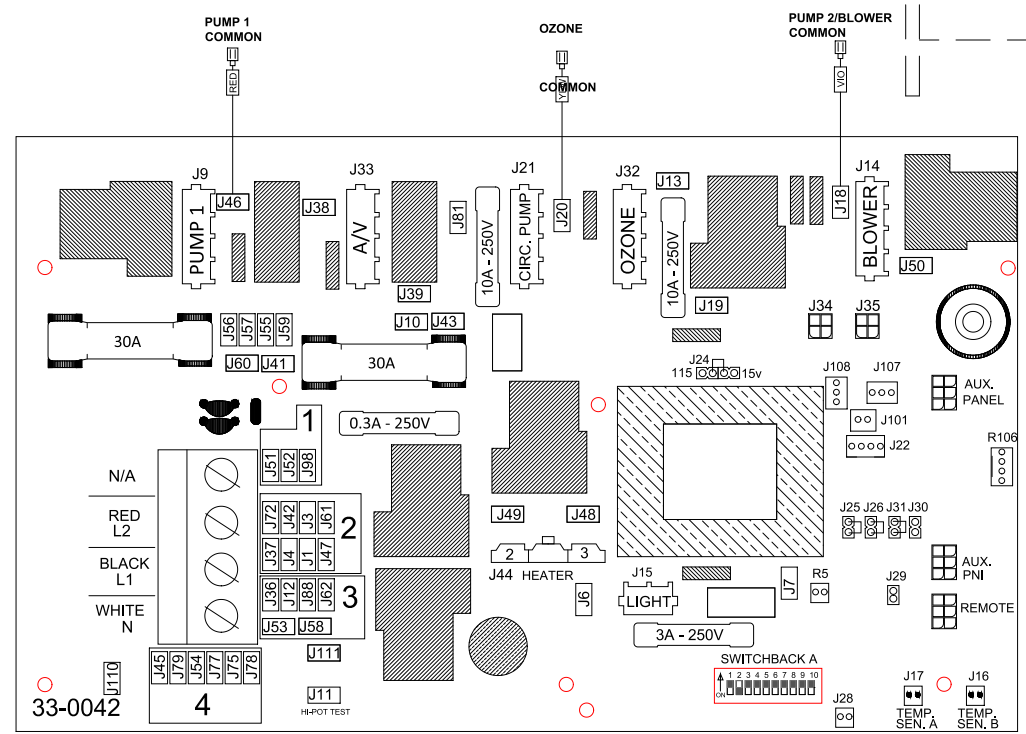 PUMP 1
COMMON
RED
OZONE
COMMON
PUMP 2/BLOWER
COMMON
VIO
J9
J33
J21
J32
J13
J14
J46
J38
J81
J20
J18
PUMP 1
A/V
10A - 250V
CIRC. PUMP
OZONE
10A - 250V
BLOWER
J50
J39
J19
J34
J35
J56
J57
J55
J59
J10
J43
30A
30A
J60
J41
J24
115
15v
J108
J107
AUX.
PANEL
J101
J22
R106
0.3A - 250V
1
J51
J52
J98
N/A
RED
L2
BLACK
L1
WHITE
N
J72
J42
J3
J61
2
J37
J4
J1
J47
J36
J12
J88
J62
3
J53
J58
J49
J48
2
3
J44
HEATER
J25
J26
J31
J30
AUX.
PNI
J29
REMOTE
J6
J15
LIGHT
J7
R5
3A - 250V
J111
J110
J45
J79
J54
J77
J75
J78
4
33-0042
J11
HI-POT TEST
SWITCHBACK A
ON
1 2 3 4 5 6 7 8 9 10
J28
J17
TEMP.
SEN. A
J16
TEMP.
SEN. B